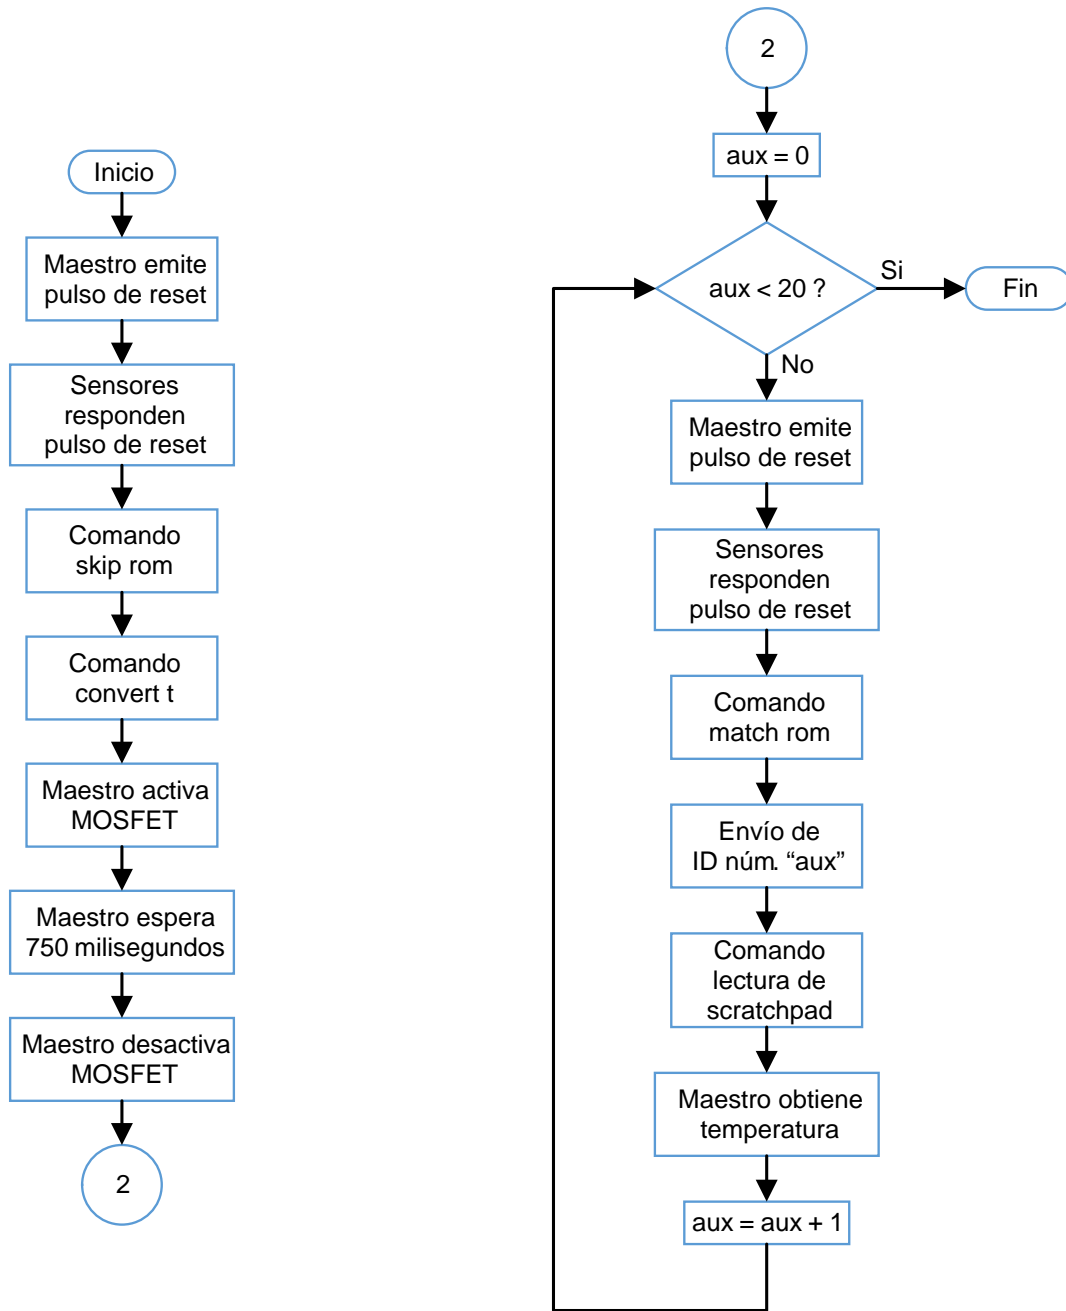 Inicio
Maestro emite
pulso de reset
Sensores
responden
pulso de reset
Comando
skip rom
Comando
convert t
Maestro activa
MOSFET
Maestro espera
750 milisegundos
Maestro desactiva
MOSFET
2
2
aux = 0
aux < 20 ?
Si
Fin
No
Maestro emite
pulso de reset
Sensores
responden
pulso de reset
Comando
match rom
Envío de
ID núm. “aux”
Comando
lectura de
scratchpad
Maestro obtiene
temperatura
aux = aux + 1